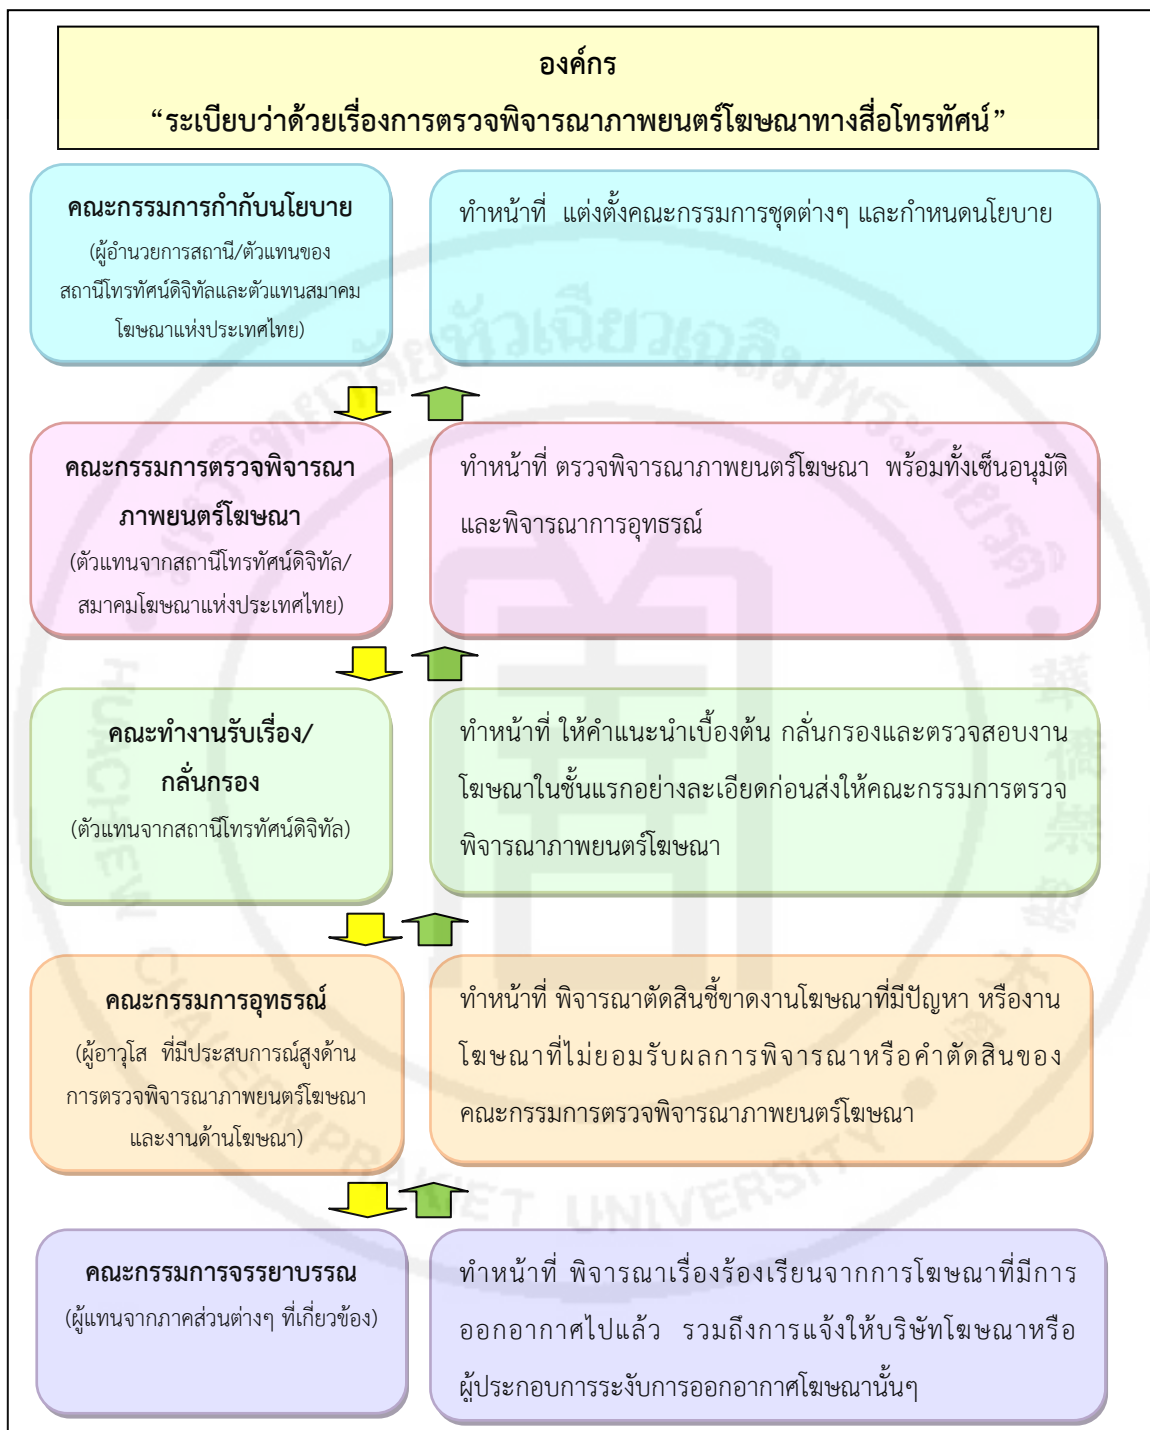 องค์กร
“ระเบียบว่าด้วยเรื่องการตรวจพิจารณาภาพยนตร์โฆษณาทางสื่อโทรทัศน์”
คณะกรรมการกำกับนโยบาย
(ผู้อำนวยการสถานี/ตัวแทนของ
สถานีโทรทัศน์ดิจิทัลและตัวแทนสมาคม
โฆษณาแห่งประเทศไทย)
ทำหน้าที่ แต่งตั้งคณะกรรมการชุดต่างๆ และกำหนดนโยบาย
คณะกรรมการตรวจพิจารณา
ภาพยนตร์โฆษณา
(ตัวแทนจากสถานีโทรทัศน์ดิจิทัล/
สมาคมโฆษณาแห่งประเทศไทย)
ทำหน้าที่ ตรวจพิจารณาภาพยนตร์โฆษณา พร้อมทั้งเซ็นอนุมัติ
และพิจารณาการอุทธรณ์
คณะทำงานรับเรื่อง/
กลั่นกรอง
(ตัวแทนจากสถานีโทรทัศน์ดิจิทัล)
ทำหน้าที่ ให้คำแนะนำเบื้องต้น กลั่นกรองและตรวจสอบงาน
โฆษณาในชั้นแรกอย่างละเอียดก่อนส่งให้คณะกรรมการตรวจ
พิจารณาภาพยนตร์โฆษณา
คณะกรรมการอุทธรณ์
(ผู้อาวุโส ที่มีประสบการณ์สูงด้าน
การตรวจพิจารณาภาพยนตร์โฆษณา
และงานด้านโฆษณา)
ทำหน้าที่ พิจารณาตัดสินชี้ขาดงานโฆษณาที่มีปัญหา หรืองาน
โฆษณาที่ไม่ยอมรับผลการพิจารณาหรือคำตัดสินของ
คณะกรรมการตรวจพิจารณาภาพยนตร์โฆษณา
คณะกรรมการจรรยาบรรณ
(ผู้แทนจากภาคส่วนต่างๆ ที่เกี่ยวข้อง)
ทำหน้าที่ พิจารณาเรื่องร้องเรียนจากการโฆษณาที่มีการ
ออกอากาศไปแล้ว รวมถึงการแจ้งให้บริษัทโฆษณาหรือ
ผู้ประกอบการระงับการออกอากาศโฆษณานั้นๆ
มหาวิทยาลัยหัวเฉียวเฉลิมพระเกียรติ
HUACHIEW CHALERMPRAKIET UNIVERSITY
華僑崇聖大學